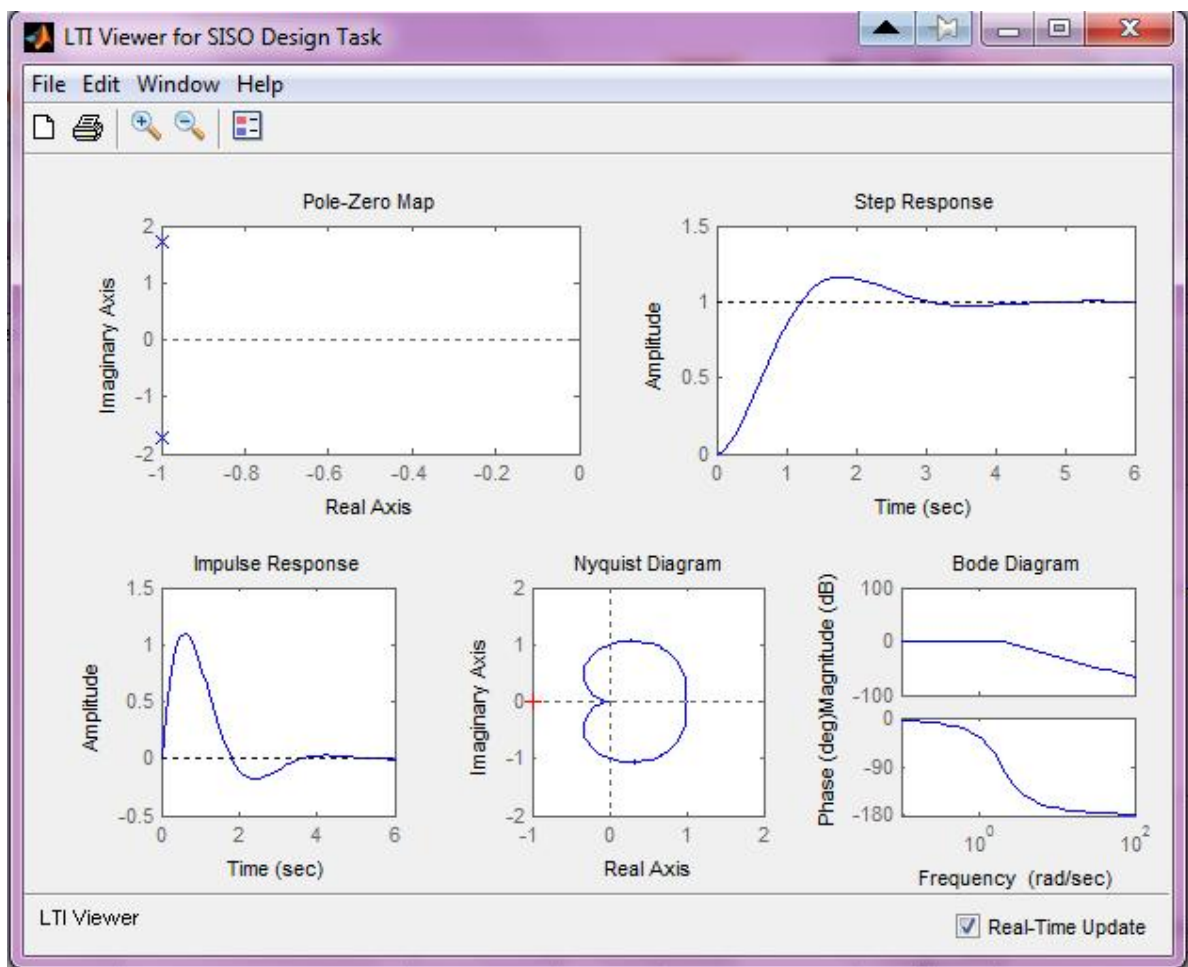 LTI Viewer for SISO Design Task
File Edit Window Help
Pole-Zero Map
Imaginary Axis
2
1
0
-1
-2
-1 -0.8 -0.6 -0.4 -0.2 0
Real Axis
Step Response
Amplitude
1.5
1
0.5
0
0 1 2 3 4 5 6
Time (sec)
Impulse Response
Amplitude
1.5
1
0.5
0
-0.5
0 2 4 6
Time (sec)
Nyquist Diagram
Imaginary Axis
2
1
0
-1
-2
-1 0 1 2
Real Axis
Bode Diagram
Phase (deg)Magnitude (dB)
100
0
-100
0
-90
-180
10^0 10^2
Frequency (rad/sec)
LTI Viewer
Real-Time Update